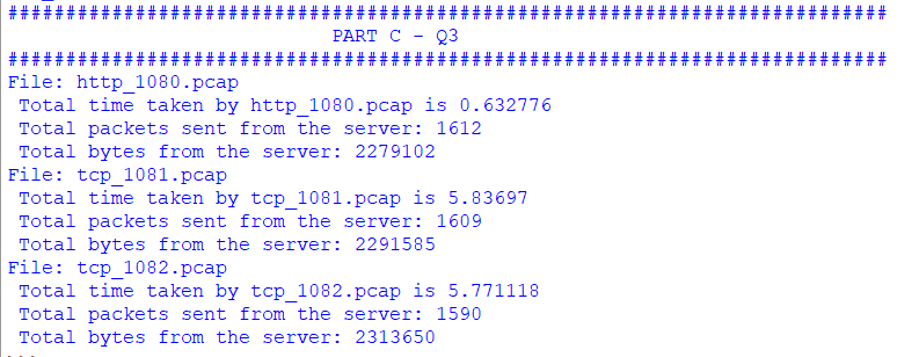 ############################################################################
PART C - Q3
############################################################################
File: http_1080.pcap
Total time taken by http_1080.pcap is 0.632776
Total packets sent from the server: 1612
Total bytes from the server: 2279102
File: tcp_1081.pcap
Total time taken by tcp_1081.pcap is 5.83697
Total packets sent from the server: 1609
Total bytes from the server: 2291585
File: tcp_1082.pcap
Total time taken by tcp_1082.pcap is 5.771118
Total packets sent from the server: 1590
Total bytes from the server: 2313650